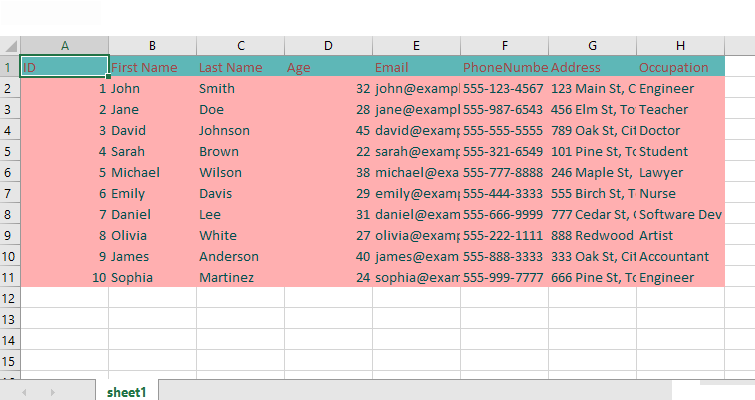 A B C D E F G H
1 ID First Name Last Name Age Email PhoneNumbe Address Occupation
2 1 John Smith 32 john@exampl 555-123-4567 123 Main St, C Engineer
3 2 Jane Doe 28 jane@exampl 555-987-6543 456 Elm St, To Teacher
4 3 David Johnson 45 david@examp 555-555-5555 789 Oak St, Cit Doctor
5 4 Sarah Brown 22 sarah@examp 555-321-6549 101 Pine St, To Student
6 5 Michael Wilson 38 michael@exa 555-777-8888 246 Maple St, Lawyer
7 6 Emily Davis 29 emily@examp 555-444-3333 555 Birch St, T Nurse
8 7 Daniel Lee 31 daniel@exam 555-666-9999 777 Cedar St, Software Dev
9 8 Olivia White 27 olivia@examp 555-222-1111 888 Redwood Artist
10 9 James Anderson 40 james@exam 555-888-3333 333 Oak St, Cit Accountant
11 10 Sophia Martinez 24 sophia@exam 555-999-7777 666 Pine St, To Engineer
12
13
14
15
sheet1